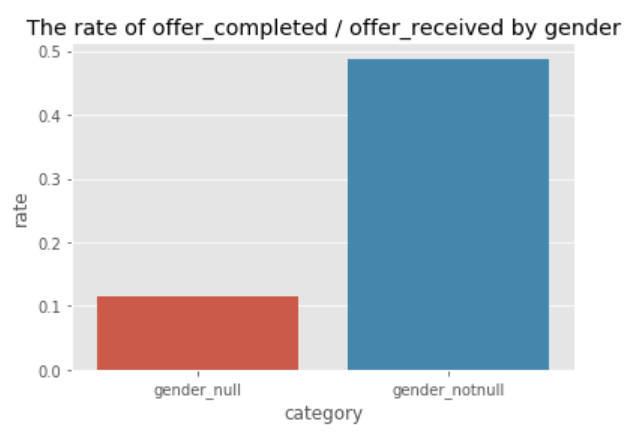 The rate of offer_completed / offer_received by gender
0.5
0.4
0.3
0.2
0.1
0.0
rate
gender_null
gender_notnull
category